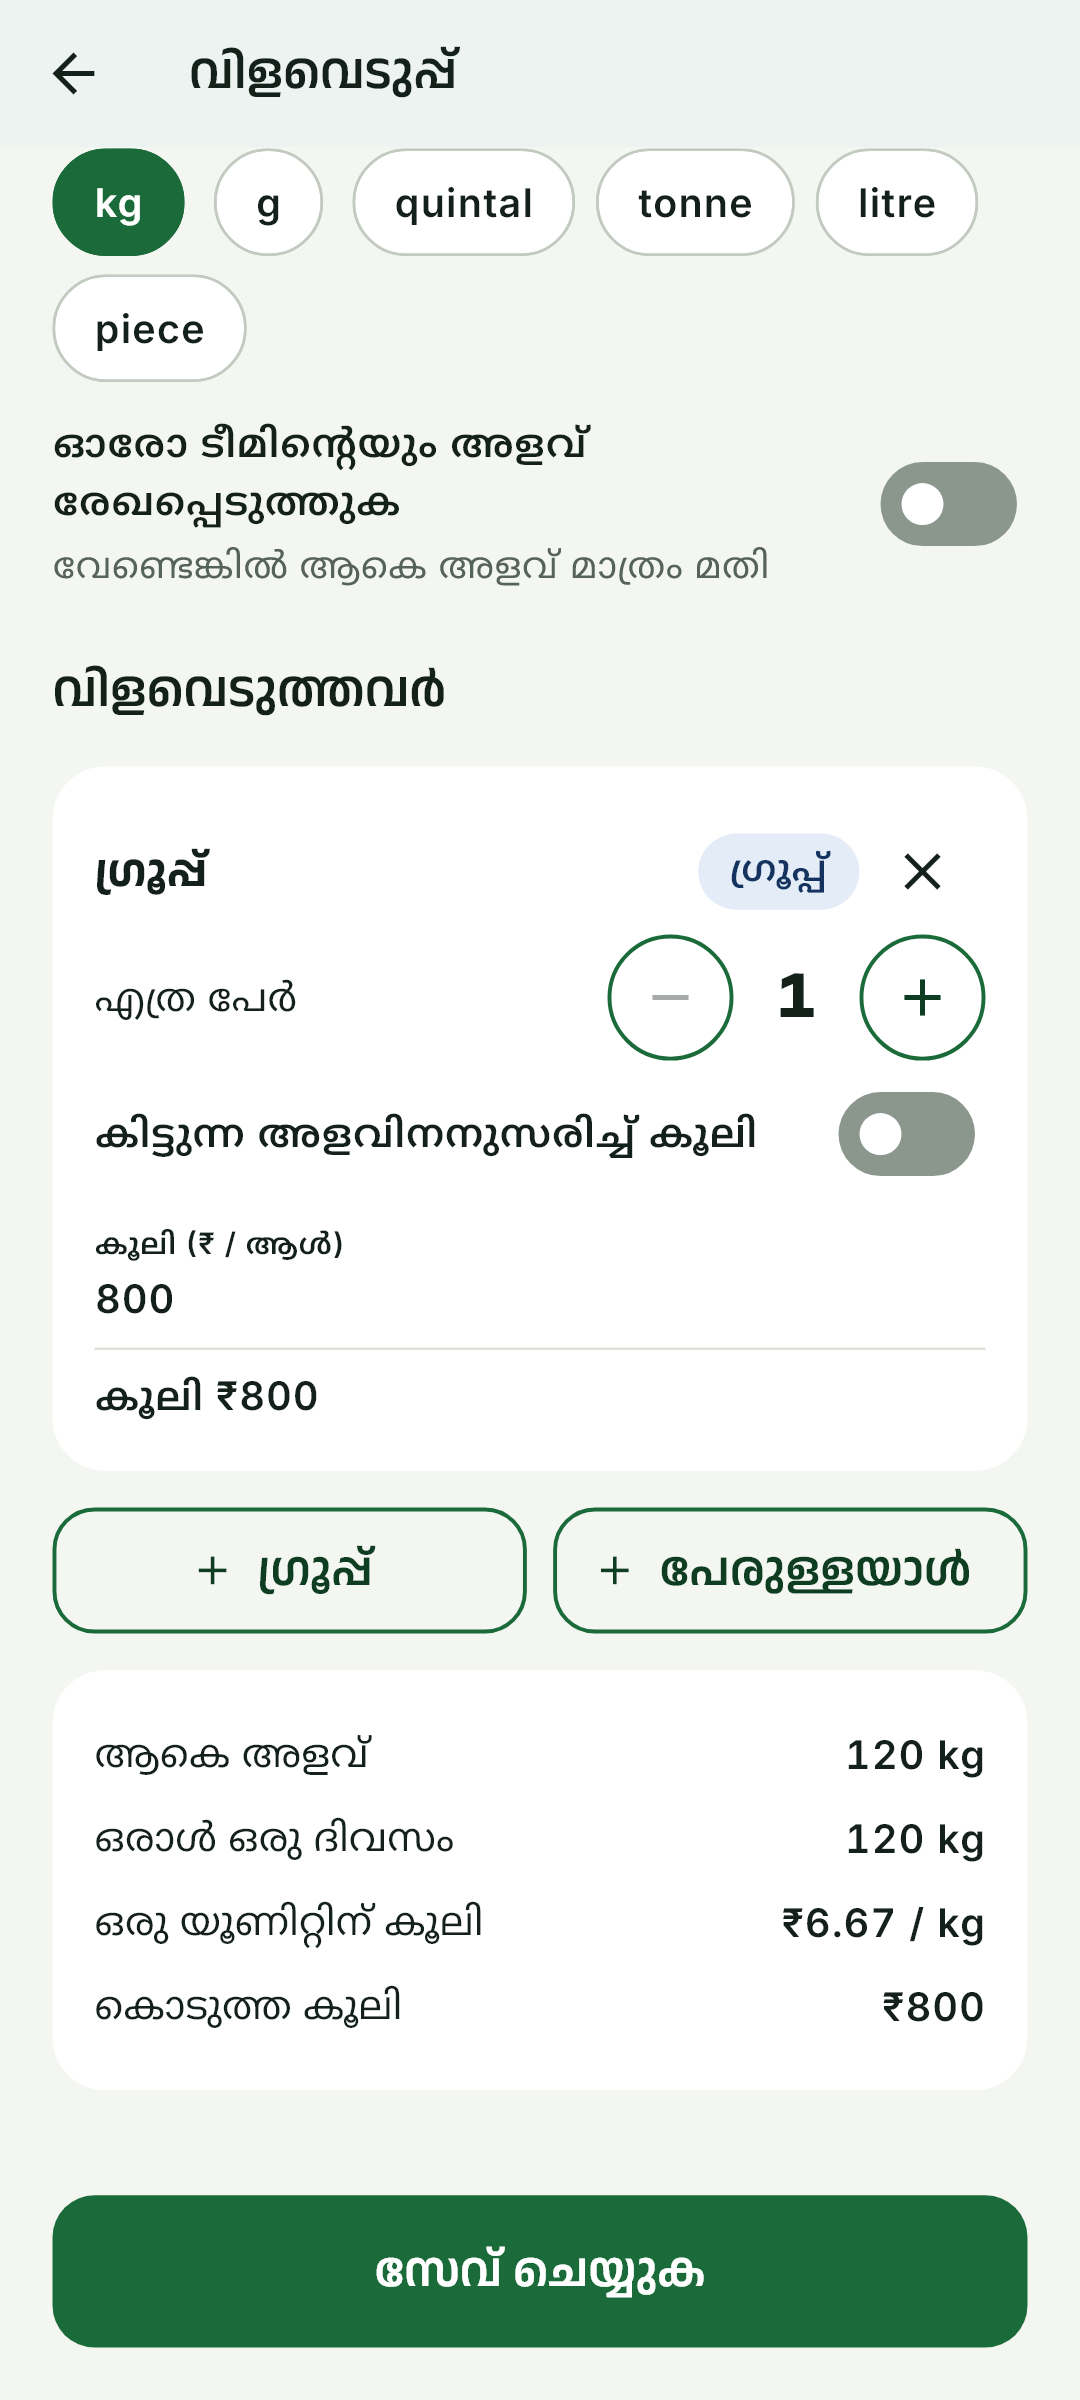 വിളവെടുപ്പ്
kg g quintal tonne litre
piece
ഓരോ ടീമിന്റെയും അളവ്
രേഖപ്പെടുത്തുക
വേണ്ടെങ്കിൽ ആകെ അളവ് മാത്രം മതി
വിളവെടുത്തവർ
ഗ്രൂപ്പ് ഗ്രൂപ്പ്
എത്ര പേർ 1
കിട്ടുന്ന അളവിനനുസരിച്ച് കൂലി
കൂലി (₹ / ആൾ)
800
കൂലി ₹800
+ ഗ്രൂപ്പ് + പേരുള്ളയാൾ
ആകെ അളവ് 120 kg
ഒരാൾ ഒരു ദിവസം 120 kg
ഒരു യൂണിറ്റിന് കൂലി ₹6.67 / kg
കൊടുത്ത കൂലി ₹800
സേവ് ചെയ്യുക